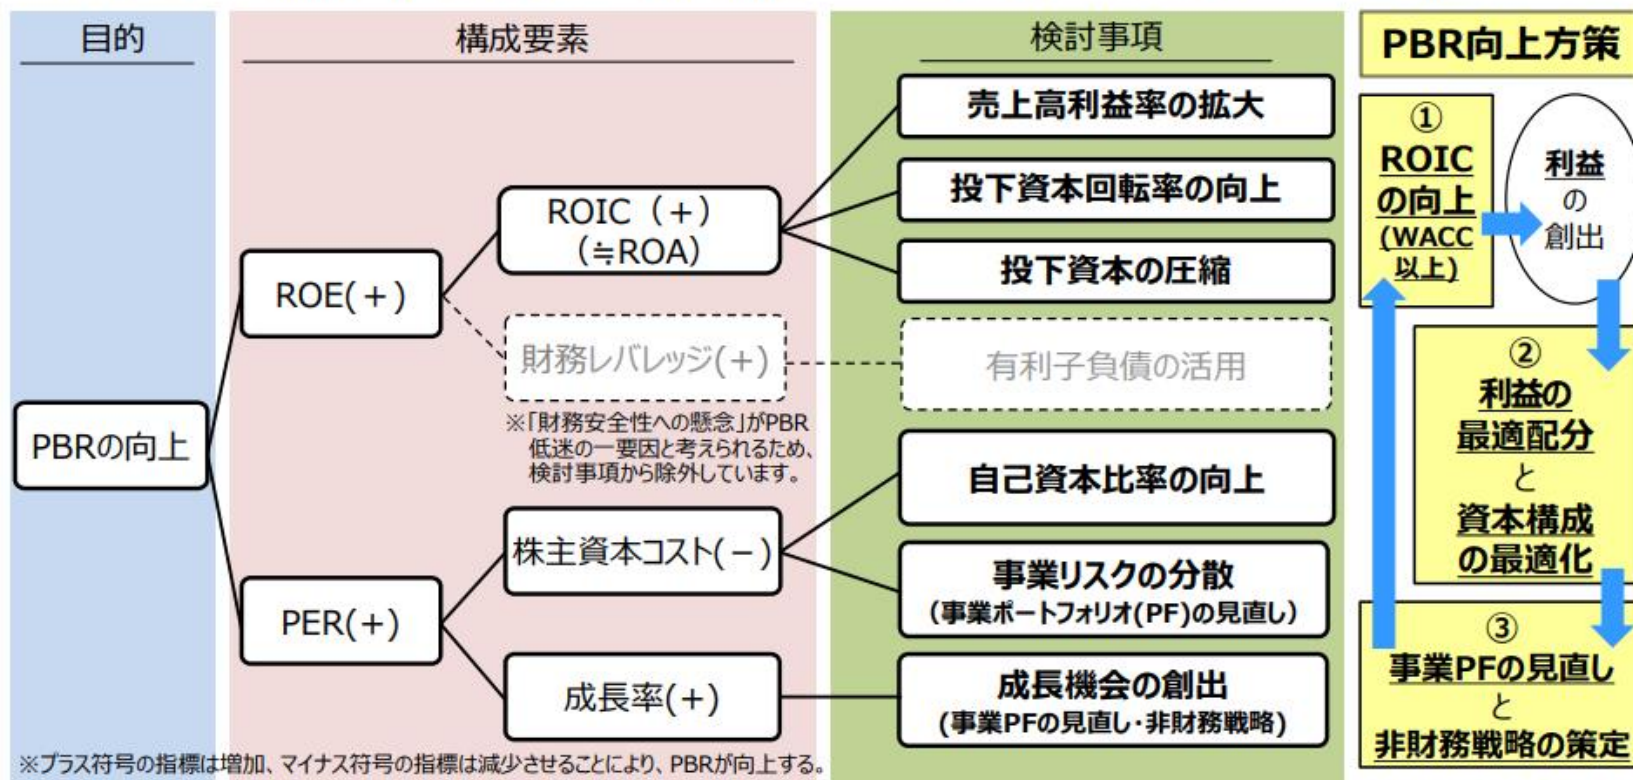 目的
構成要素
検討事項
PBR向上方策
PBRの向上
ROE(+)
PER(+)
ROIC（+）
（≒ROA）
財務レバレッジ(+)
※「財務安全性への懸念」がPBR
低迷の一要因と考えられるため、
検討事項から除外しています。
株主資本コスト(－)
成長率(+)
売上高利益率の拡大
投下資本回転率の向上
投下資本の圧縮
有利子負債の活用
自己資本比率の向上
事業リスクの分散
（事業ポートフォリオ(PF)の見直し）
成長機会の創出
(事業PFの見直し・非財務戦略)
①
ROIC
の向上
(WACC
以上)
利益
の
創出
②
利益の
最適配分
と
資本構成
の最適化
③
事業PFの見直し
と
非財務戦略の策定
※プラス符号の指標は増加、マイナス符号の指標は減少させることにより、PBRが向上する。